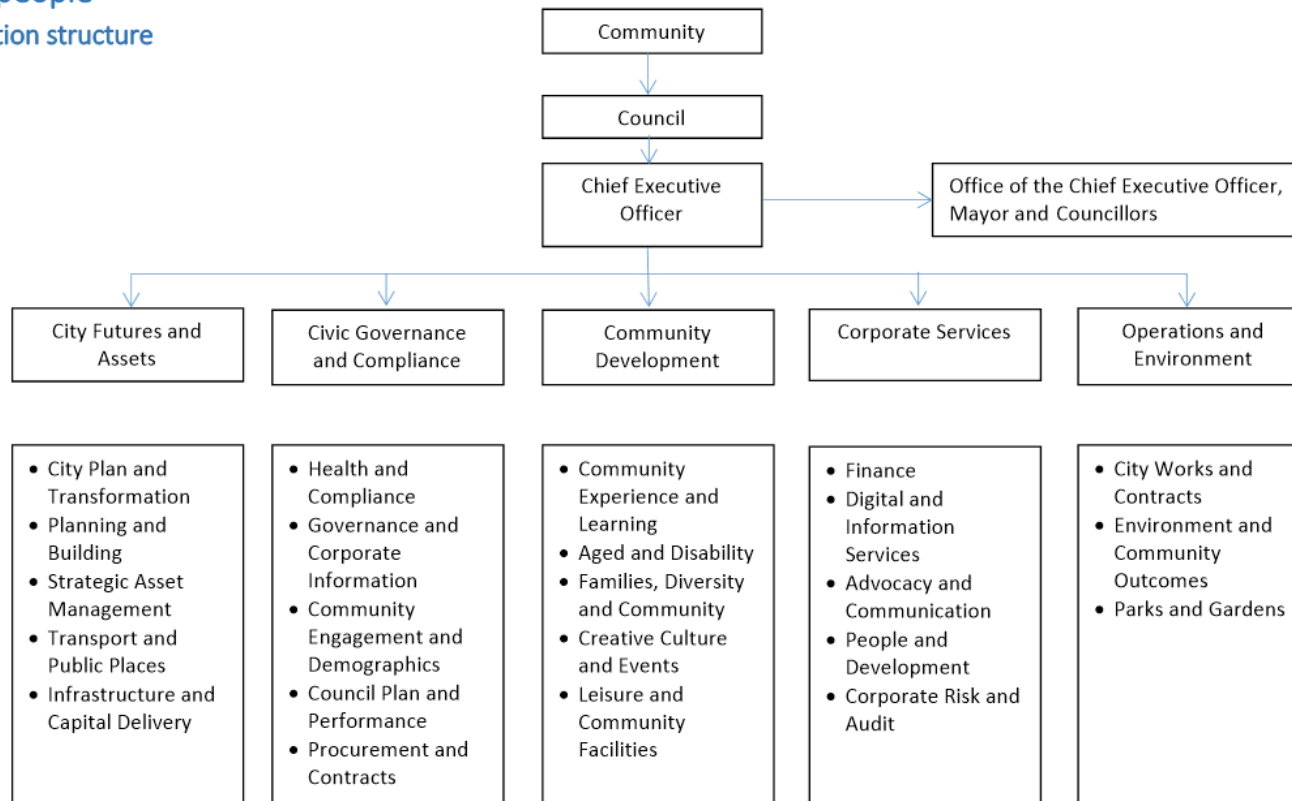 people
tion structure
Community
Council
Chief Executive
Officer
Office of the Chief Executive Officer,
Mayor and Councillors
City Futures and
Assets
Civic Governance
and Compliance
Community
Development
Corporate Services
Operations and
Environment
• City Plan and
Transformation
• Planning and
Building
• Strategic Asset
Management
• Transport and
Public Places
• Infrastructure and
Capital Delivery
• Health and
Compliance
• Governance and
Corporate
Information
• Community
Engagement and
Demographics
• Council Plan and
Performance
• Procurement and
Contracts
• Community
Experience and
Learning
• Aged and Disability
• Families, Diversity
and Community
• Creative Culture
and Events
• Leisure and
Community
Facilities
• Finance
• Digital and
Information
Services
• Advocacy and
Communication
• People and
Development
• Corporate Risk and
Audit
• City Works and
Contracts
• Environment and
Community
Outcomes
• Parks and Gardens